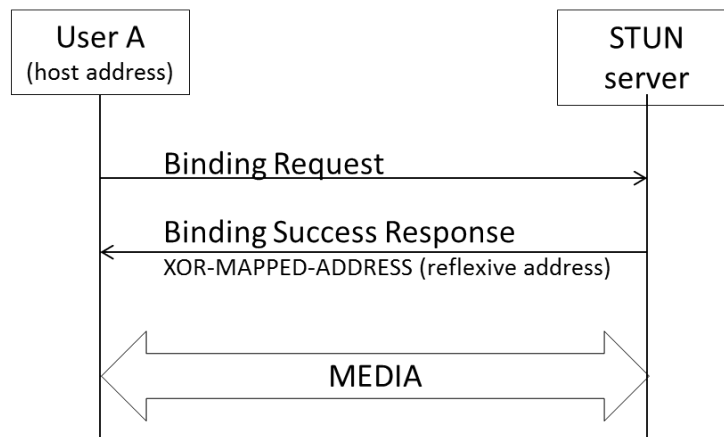 User A
(host address)
STUN
server
Binding Request
Binding Success Response
XOR-MAPPED-ADDRESS (reflexive address)
MEDIA